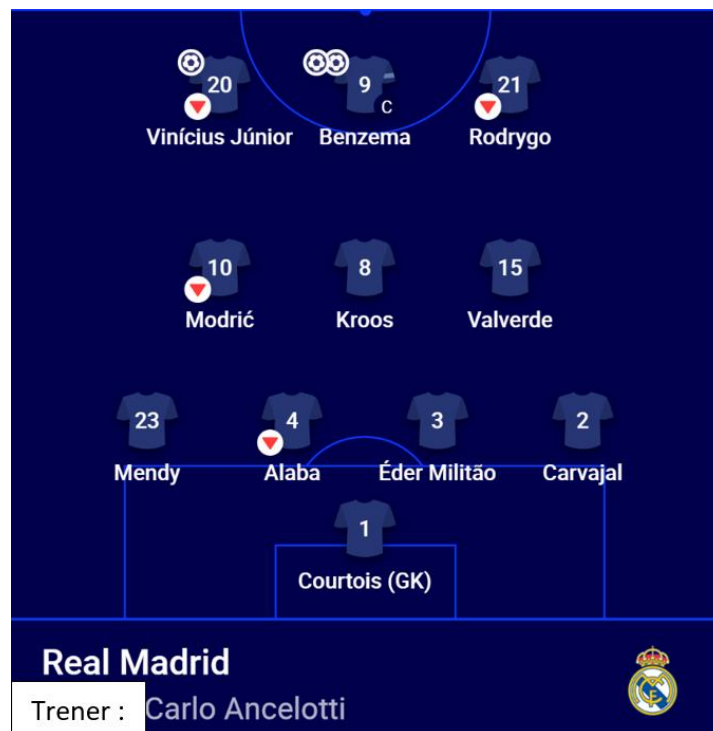 20 9 21
C
Vinícius Júnior Benzema Rodrygo
10 8 15
Modrić Kroos Valverde
23 4 3 2
Mendy Alaba Éder Militão Carvajal
1
Courtois (GK)
Real Madrid
Trener : Carlo Ancelotti